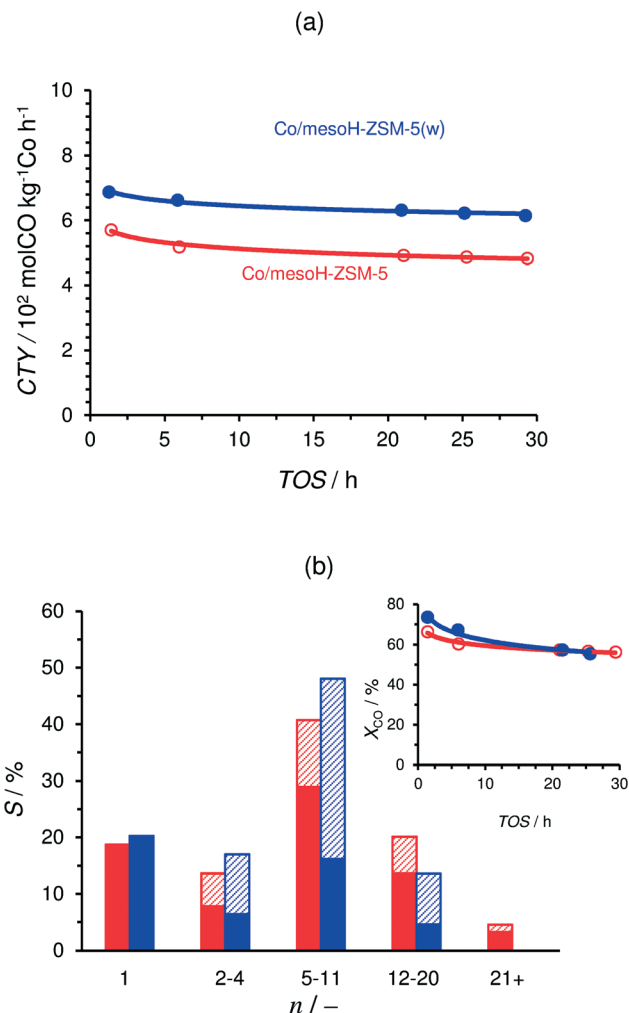 (a)
10
8
6
4
2
0
CTY / 10² molCO kg⁻¹Co h⁻¹
Co/mesoH-ZSM-5(w)
Co/mesoH-ZSM-5
0 5 10 15 20 25 30
TOS / h
(b)
60
50
40
30
20
10
0
S / %
1 2-4 5-11 12-20 21+
n / –
80
60
40
20
0
X_CO / %
0 10 20 30
TOS / h